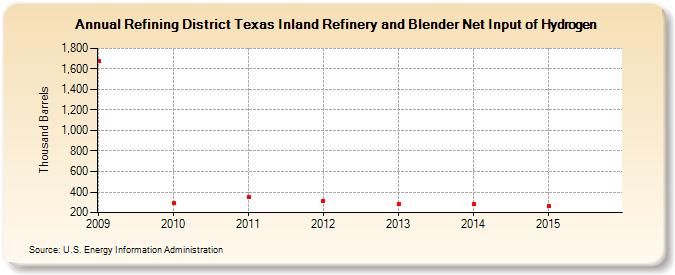 Annual Refining District Texas Inland Refinery and Blender Net Input of Hydrogen
Thousand Barrels
1,800
1,600
1,400
1,200
1,000
800
600
400
200
2009 2010 2011 2012 2013 2014 2015
Source: U.S. Energy Information Administration